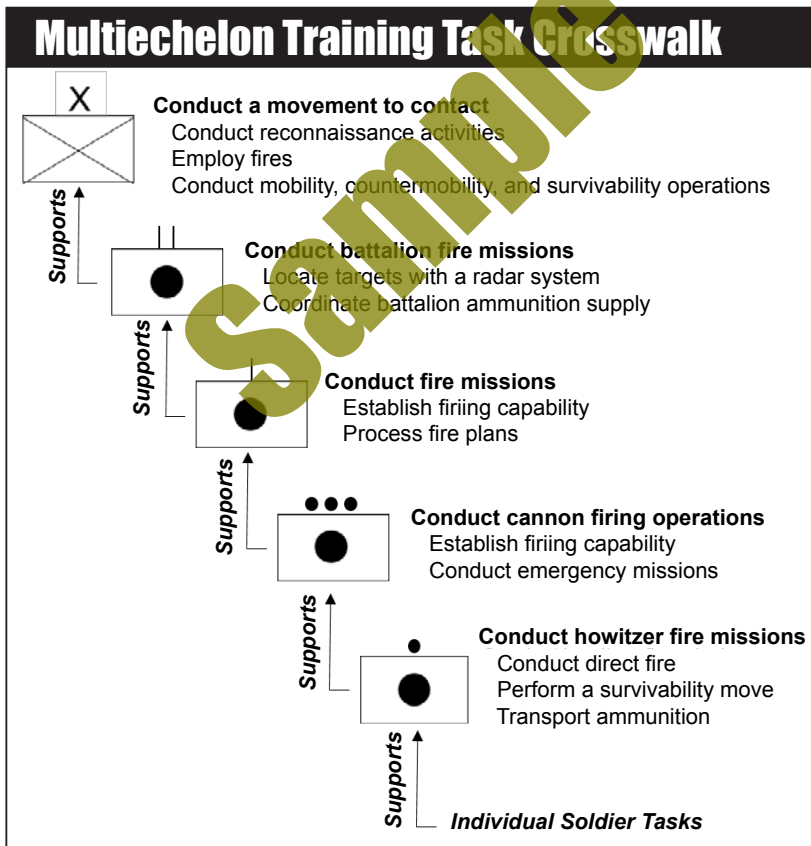 Multiechelon Training Task Crosswalk
X
Conduct a movement to contact
Conduct reconnaissance activities
Employ fires
Conduct mobility, countermobility, and survivability operations
Supports
Conduct battalion fire missions
Locate targets with a radar system
Coordinate battalion ammunition supply
Supports
Conduct fire missions
Establish firiing capability
Process fire plans
Supports
Conduct cannon firing operations
Establish firiing capability
Conduct emergency missions
Supports
Conduct howitzer fire missions
Conduct direct fire
Perform a survivability move
Transport ammunition
Supports
Individual Soldier Tasks
Sample